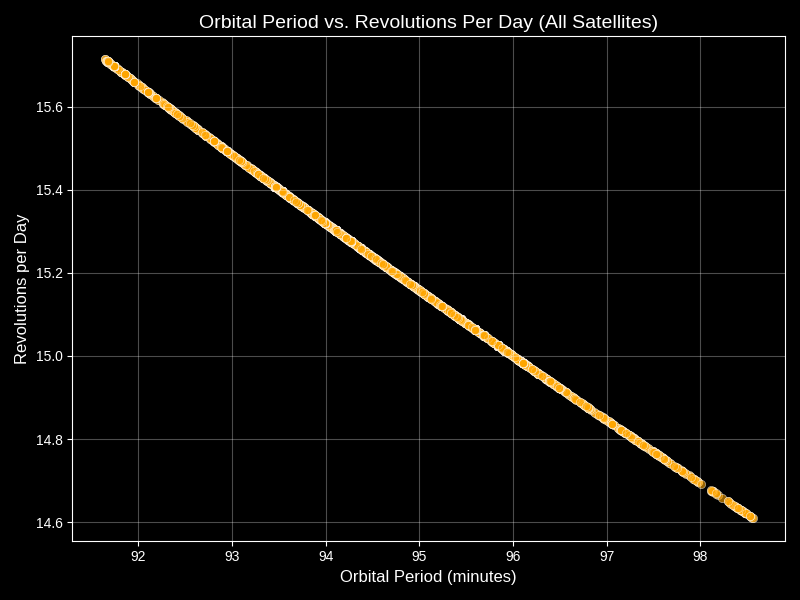 Orbital Period vs. Revolutions Per Day (All Satellites)
Revolutions per Day
15.6
15.4
15.2
15.0
14.8
14.6
92 93 94 95 96 97 98
Orbital Period (minutes)